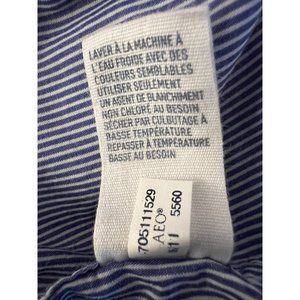 LAVER À LA MACHINE À
L'EAU FROIDE AVEC DES
COULEURS SEMBLABLES
UTILISER SEULEMENT
UN AGENT DE BLANCHIMENT
NON CHLORÉ AU BESOIN
SÉCHER PAR CULBUTAGE À
BASSE TEMPÉRATURE
REPASSER À TEMPÉRATURE
BASSE AU BESOIN
705111529
AEO®
5560